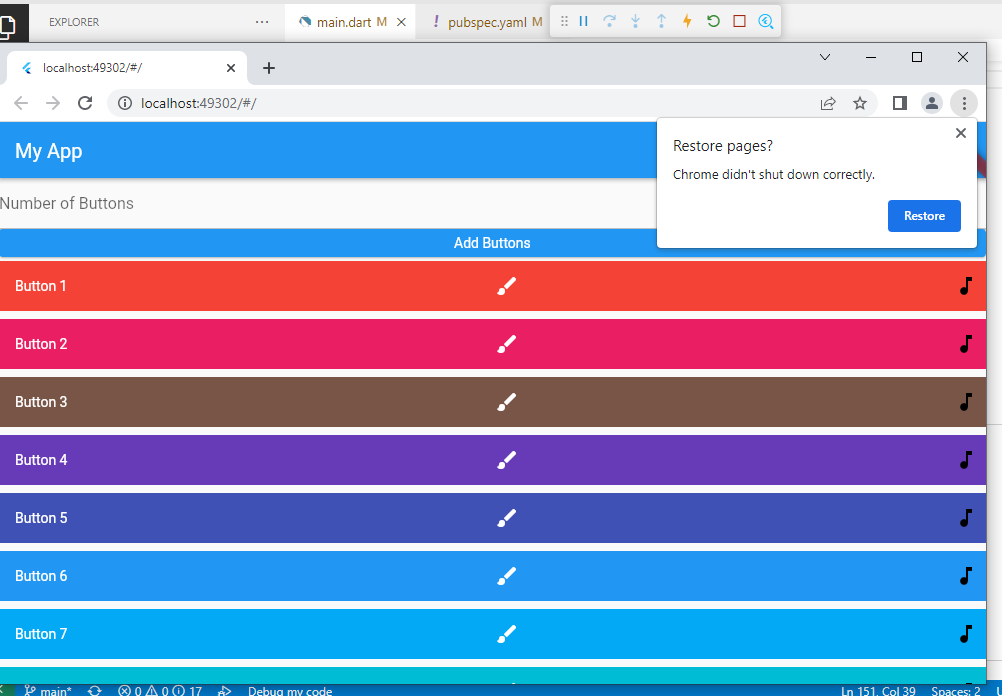 EXPLORER
main.dart M
! pubspec.yaml M
localhost:49302/#/
localhost:49302/#/
My App
Restore pages?
Chrome didn't shut down correctly.
Restore
Number of Buttons
Add Buttons
Button 1
Button 2
Button 3
Button 4
Button 5
Button 6
Button 7
main* 0 0 17 Debug my code Ln 151, Col 39 Spaces: 2